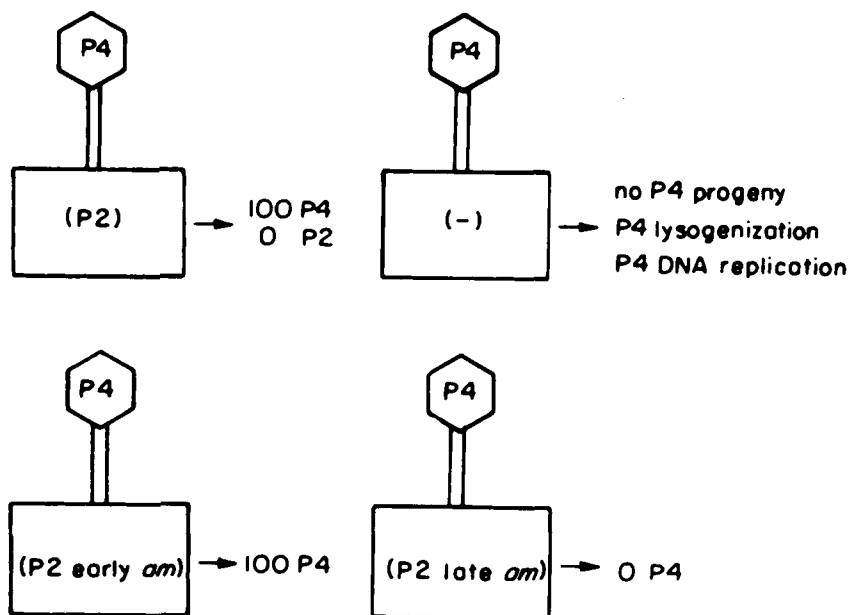 P4
P4
(P2)
100 P4
0 P2
(-)
no P4 progeny
P4 lysogenization
P4 DNA replication
P4
P4
(P2 early am)
100 P4
(P2 late am)
0 P4